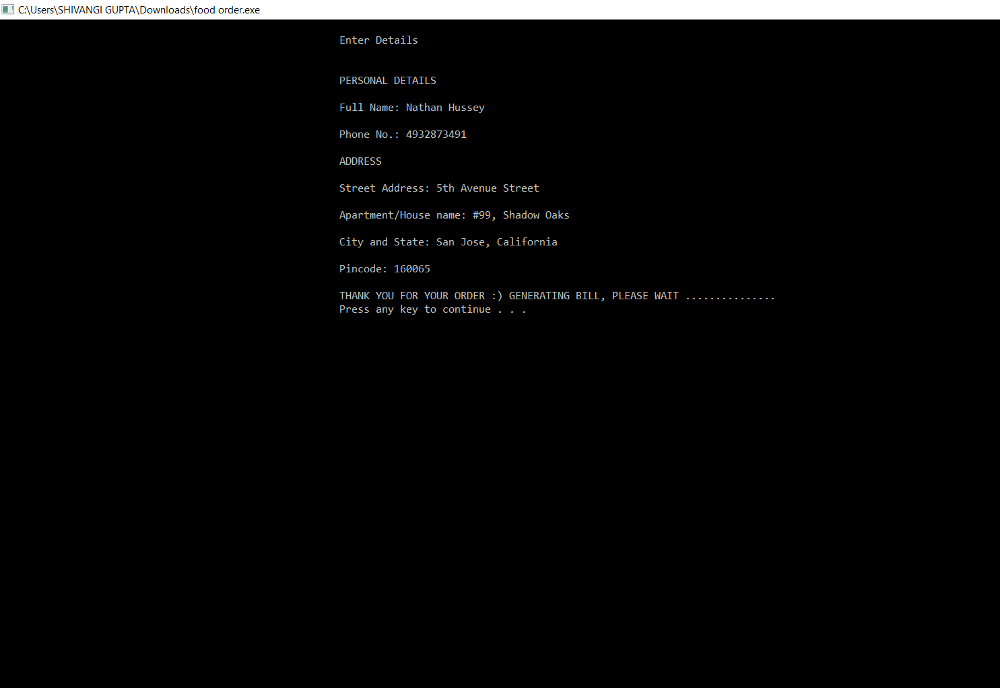 C:\Users\SHIVANGI GUPTA\Downloads\food order.exe
Enter Details
PERSONAL DETAILS
Full Name: Nathan Hussey
Phone No.: 4932873491
ADDRESS
Street Address: 5th Avenue Street
Apartment/House name: #99, Shadow Oaks
City and State: San Jose, California
Pincode: 160065
THANK YOU FOR YOUR ORDER :) GENERATING BILL, PLEASE WAIT ...............
Press any key to continue . . .